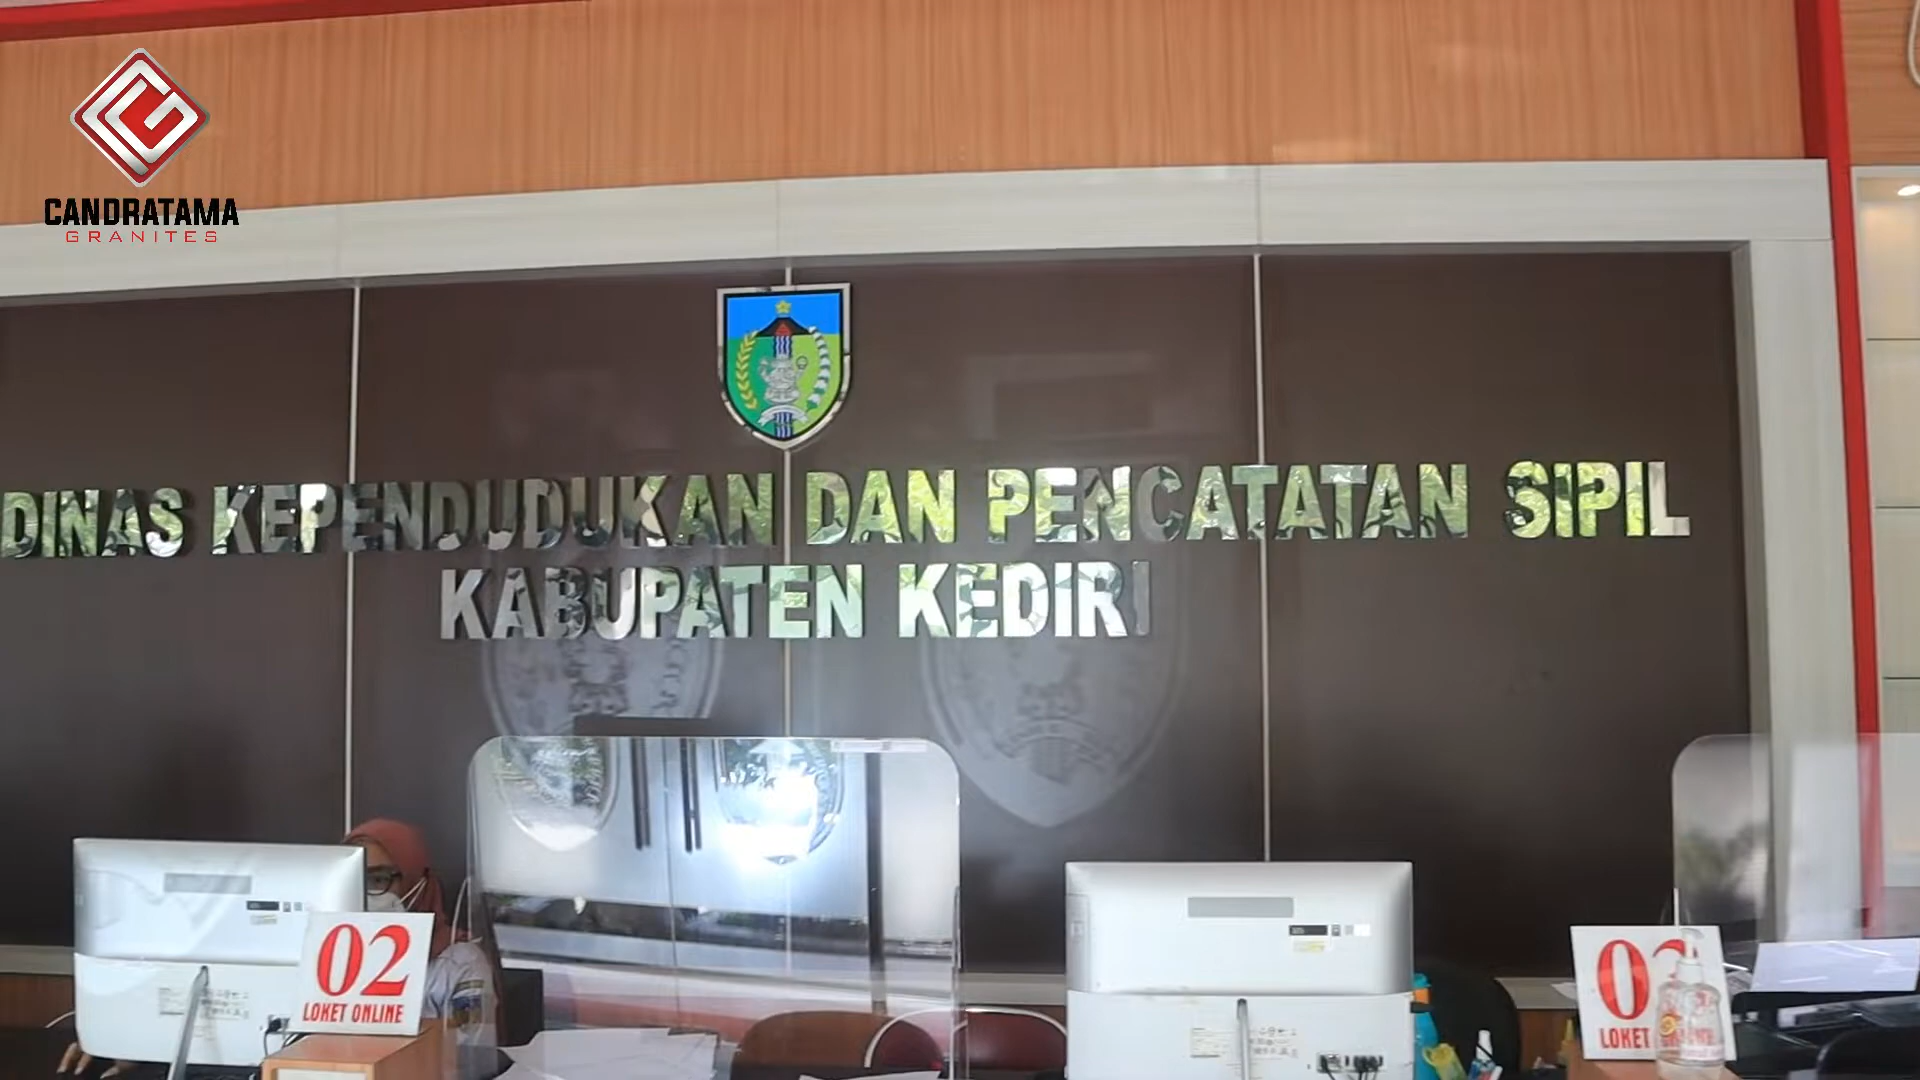 CANDRATAMA
GRANITES
DINAS KEPENDUDUKAN DAN PENCATATAN SIPIL
KABUPATEN KEDIRI
02
LOKET ONLINE
LOKET